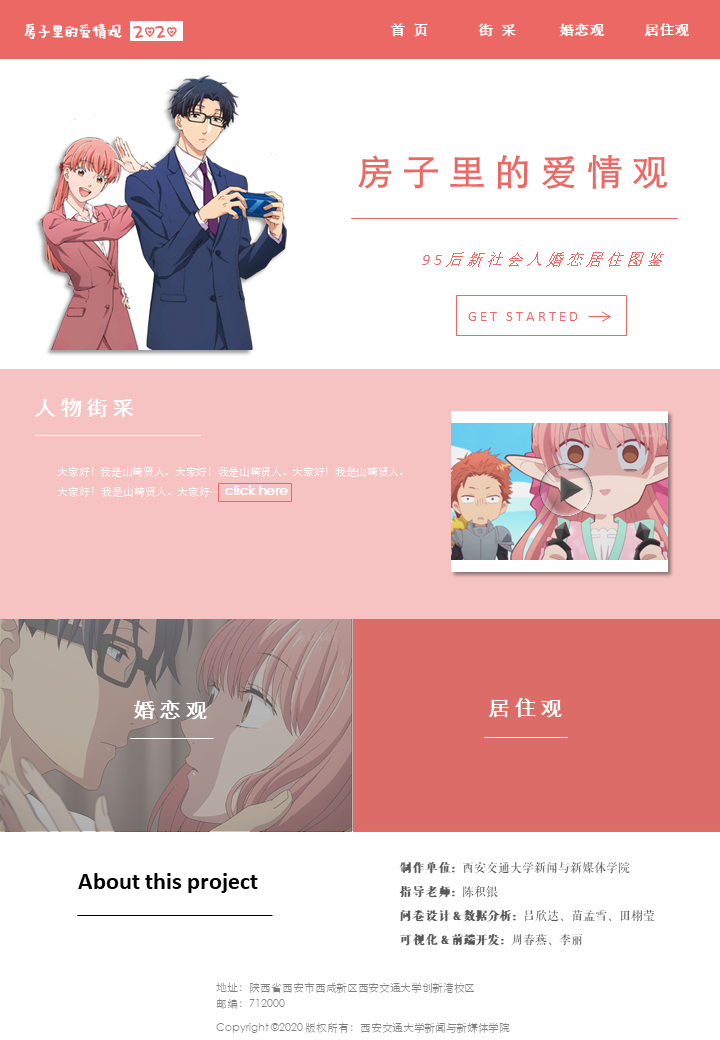 房子里的爱情观 2020
首 页 街 采 婚恋观 居住观
房子里的爱情观
95后新社会人婚恋居住图鉴
GET STARTED
人物街采
大家好！我是山崎贤人。大家好！我是山崎贤人。大家好！我是山崎贤人。
大家好！我是山崎贤人。大家好… click here
婚恋观
居住观
About this project
制作单位：西安交通大学新闻与新媒体学院
指导老师：陈积银
问卷设计&数据分析：吕欣达、苗孟雪、田栩莹
可视化&前端开发：周春燕、李丽
地址：陕西省西安市西咸新区西安交通大学创新港校区
邮编：712000
Copyright ©2020 版权所有：西安交通大学新闻与新媒体学院